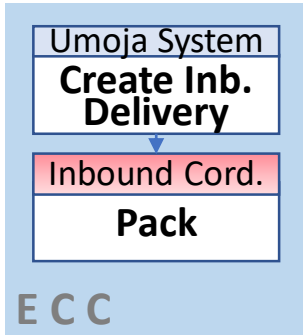 Umoja System
Create Inb.
Delivery
Inbound Cord.
Pack
E C C